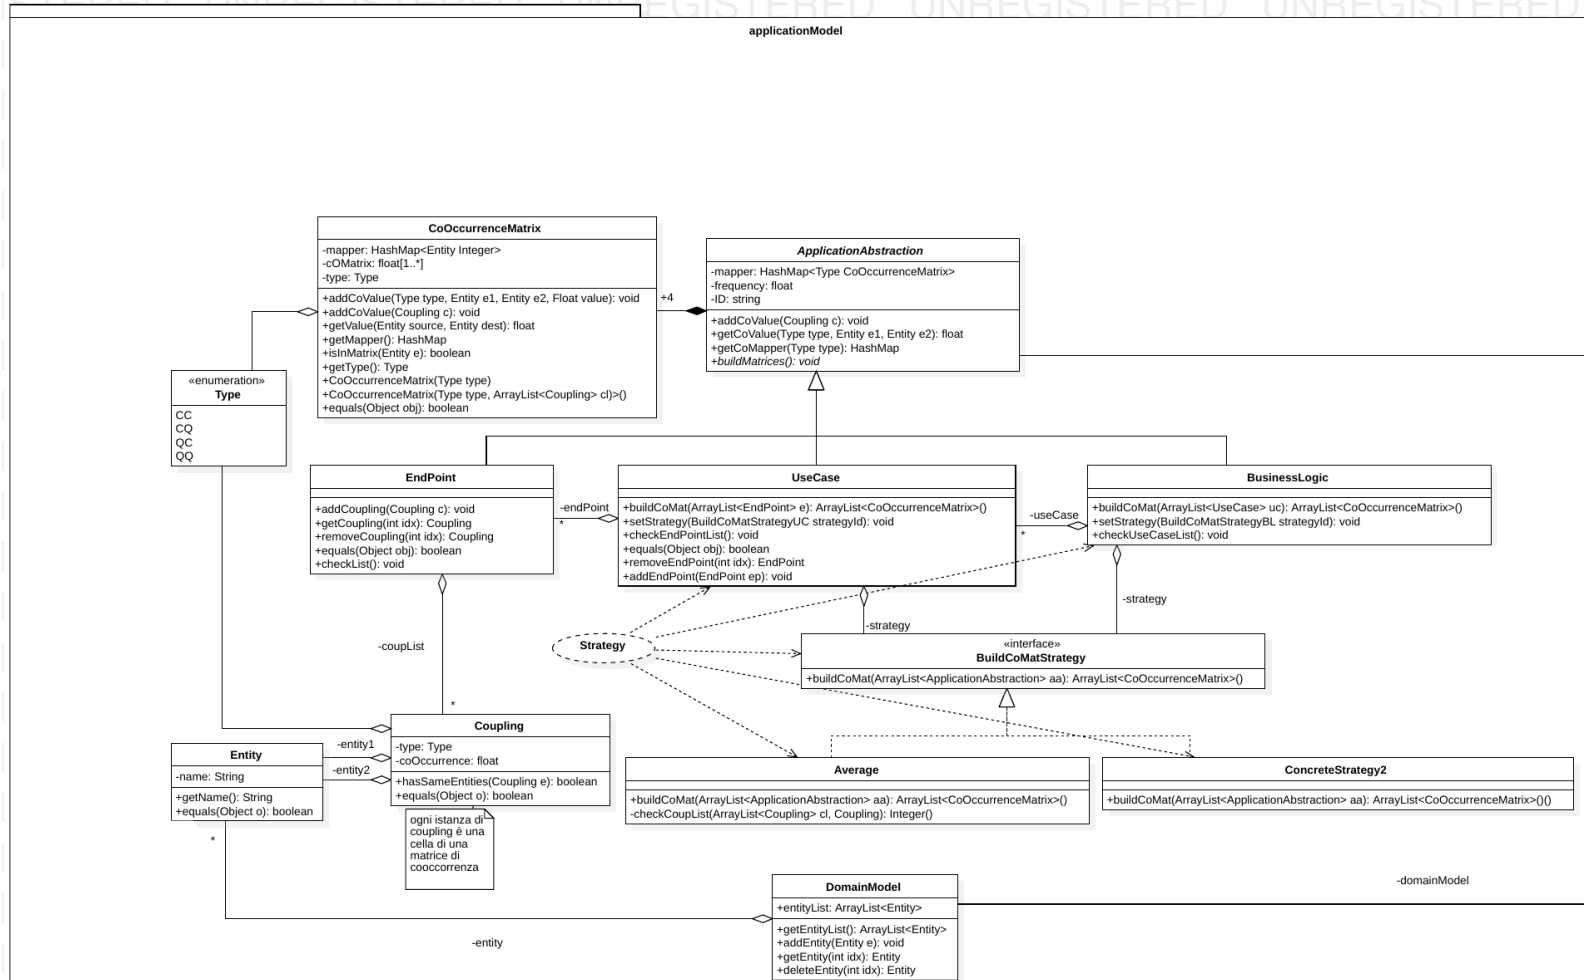 UNREGISTERED UNREGISTERED UNREGISTERED
applicationModel
CoOccurrenceMatrix
-mapper: HashMap<Entity Integer>
-cOMatrix: float[1..*]
-type: Type
+addCoValue(Type type, Entity e1, Entity e2, Float value): void
+addCoValue(Coupling c): void
+getValue(Entity source, Entity dest): float
+getMapper(): HashMap
+isInMatrix(Entity e): boolean
+getType(): Type
+CoOccurrenceMatrix(Type type)
+CoOccurrenceMatrix(Type type, ArrayList<Coupling> cl)>()
+equals(Object obj): boolean
+4
ApplicationAbstraction
-mapper: HashMap<Type CoOccurrenceMatrix>
-frequency: float
-ID: string
+addCoValue(Coupling c): void
+getCoValue(Type type, Entity e1, Entity e2): float
+getCoMapper(Type type): HashMap
+buildMatrices(): void
«enumeration»
Type
CC
CQ
QC
QQ
EndPoint
+addCoupling(Coupling c): void
+getCoupling(int idx): Coupling
+removeCoupling(int idx): Coupling
+equals(Object obj): boolean
+checkList(): void
-endPoint
*
UseCase
+buildCoMat(ArrayList<EndPoint> e): ArrayList<CoOccurrenceMatrix>()
+setStrategy(BuildCoMatStrategyUC strategyId): void
+checkEndPointList(): void
+equals(Object obj): boolean
+removeEndPoint(int idx): EndPoint
+addEndPoint(EndPoint ep): void
-useCase
*
BusinessLogic
+buildCoMat(ArrayList<UseCase> uc): ArrayList<CoOccurrenceMatrix>()
+setStrategy(BuildCoMatStrategyBL strategyId): void
+checkUseCaseList(): void
-strategy
-strategy
Strategy
«interface»
BuildCoMatStrategy
+buildCoMat(ArrayList<ApplicationAbstraction> aa): ArrayList<CoOccurrenceMatrix>()
-coupList
*
Coupling
-type: Type
-coOccurrence: float
+hasSameEntities(Coupling e): boolean
+equals(Object o): boolean
-entity1
-entity2
Entity
-name: String
+getName(): String
+equals(Object o): boolean
*
ogni istanza di
coupling è una
cella di una
matrice di
cooccorrenza
Average
+buildCoMat(ArrayList<ApplicationAbstraction> aa): ArrayList<CoOccurrenceMatrix>()
-checkCoupList(ArrayList<Coupling> cl, Coupling): Integer()
ConcreteStrategy2
+buildCoMat(ArrayList<ApplicationAbstraction> aa): ArrayList<CoOccurrenceMatrix>()()
-domainModel
DomainModel
+entityList: ArrayList<Entity>
+getEntityList(): ArrayList<Entity>
+addEntity(Entity e): void
+getEntity(int idx): Entity
+deleteEntity(int idx): Entity
-entity